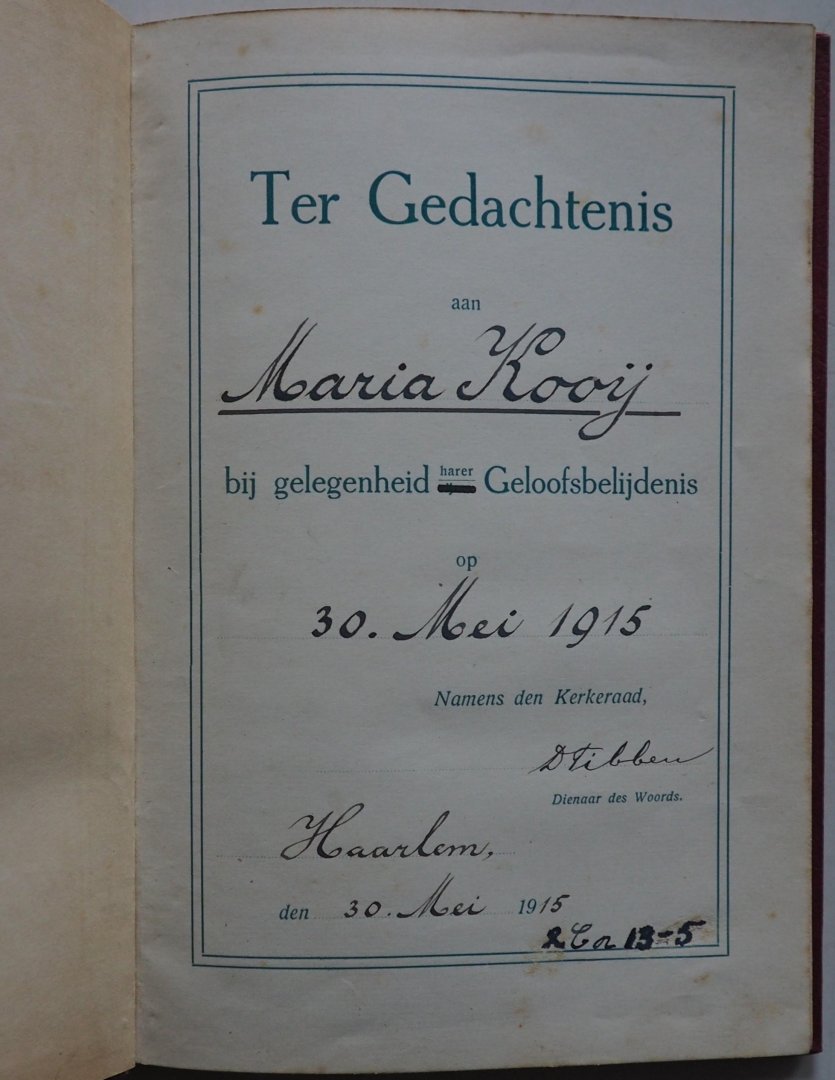 Ter Gedachtenis
aan
Maria Kooij
bij gelegenheid harer Geloofsbelijdenis
op
30. Mei 1915
Namens den Kerkeraad,
D Tibben
Dienaar des Woords.
Haarlem,
den 30. Mei 1915
2 Cor 13-5